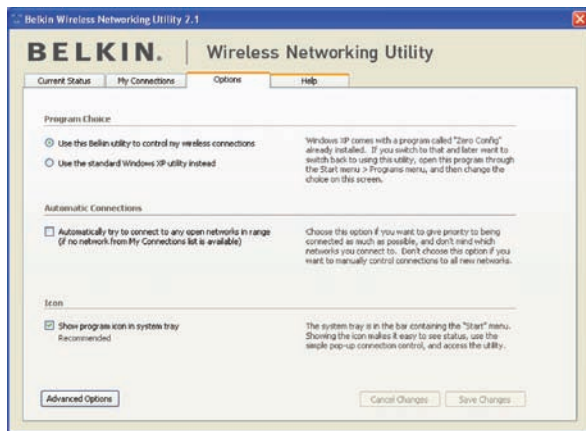 Belkin Wireless Networking Utility 2.1
BELKIN. | Wireless Networking Utility
Current Status My Connections Options Help
Program Choice
Use this Belkin utility to control my wireless connections
Use the standard Windows XP utility instead
Windows XP comes with a program called "Zero Config"
already installed. If you switch to that and later want to
switch back to using this utility, open this program through
the Start menu > Programs menu, and then change the
choice on this screen.
Automatic Connections
Automatically try to connect to any open networks in range
(if no network from My Connections list is available)
Choose this option if you want to give priority to being
connected as much as possible, and don't mind which
networks you connect to. Don't choose this option if you
want to manually control connections to all new networks.
Icon
Show program icon in system tray
Recommended
The system tray is in the bar containing the "Start" menu.
Showing the icon makes it easy to see status, use the
simple pop-up connection control, and access the utility.
Advanced Options
Cancel Changes
Save Changes